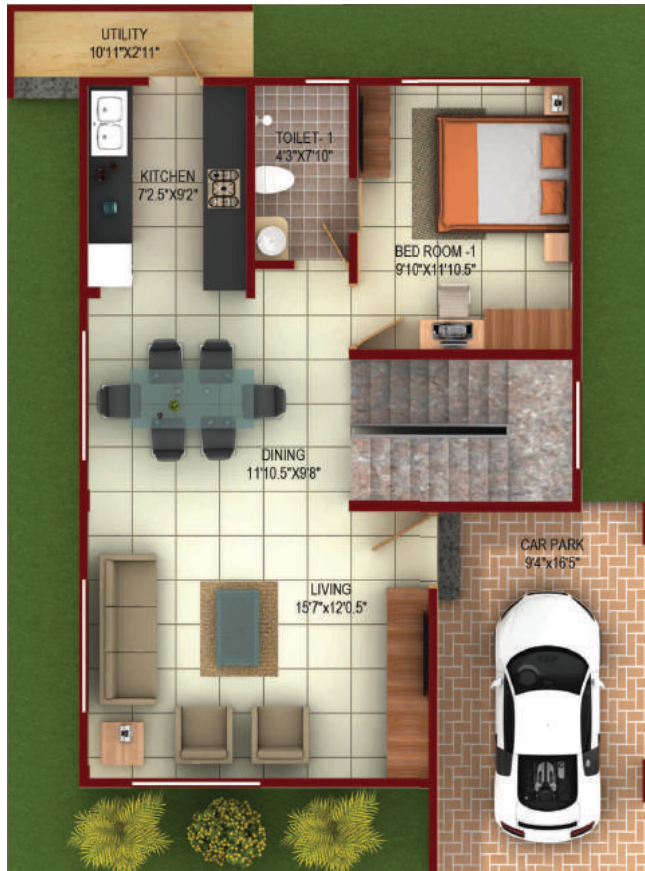 UTILITY
10'11"X2'11"
KITCHEN
7'2.5"X9'2"
TOILET- 1
4'3"X7'10"
BED ROOM -1
9'10"X11'10.5"
DINING
11'10.5"X9'8"
LIVING
15'7"x12'0.5"
CAR PARK
9'4"x16'5"